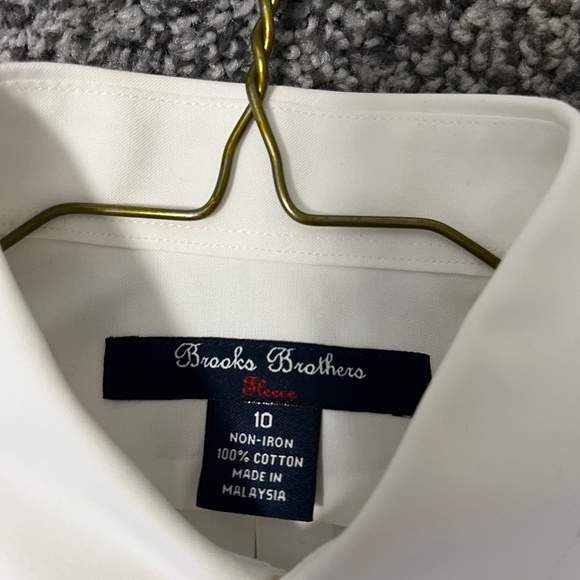 Brooks Brothers
Fleece
10
NON-IRON
100% COTTON
MADE IN
MALAYSIA